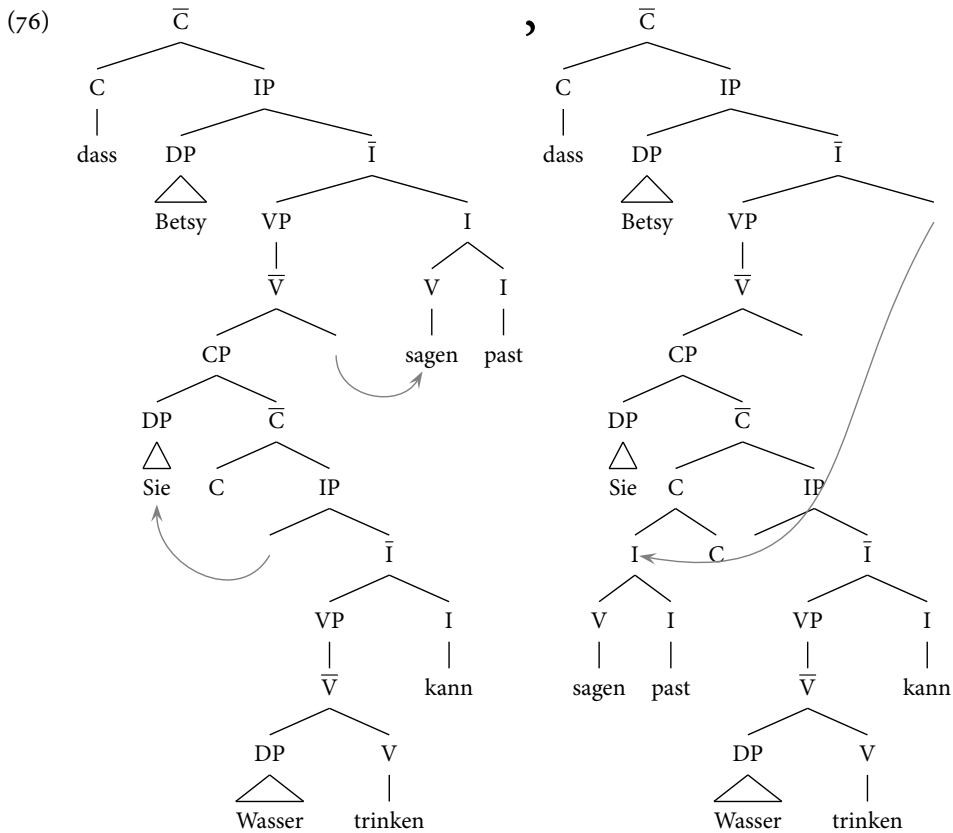 (76) C̅ , C̅
C IP C IP
dass DP I̅ dass DP I̅
Betsy VP I Betsy VP
V̅ V I V̅
CP sagen past CP
DP C̅ DP C̅
Sie C IP Sie C IP
I̅ I C I̅
VP I V I VP I
V̅ kann sagen past V̅ kann
DP V DP V
Wasser trinken Wasser trinken